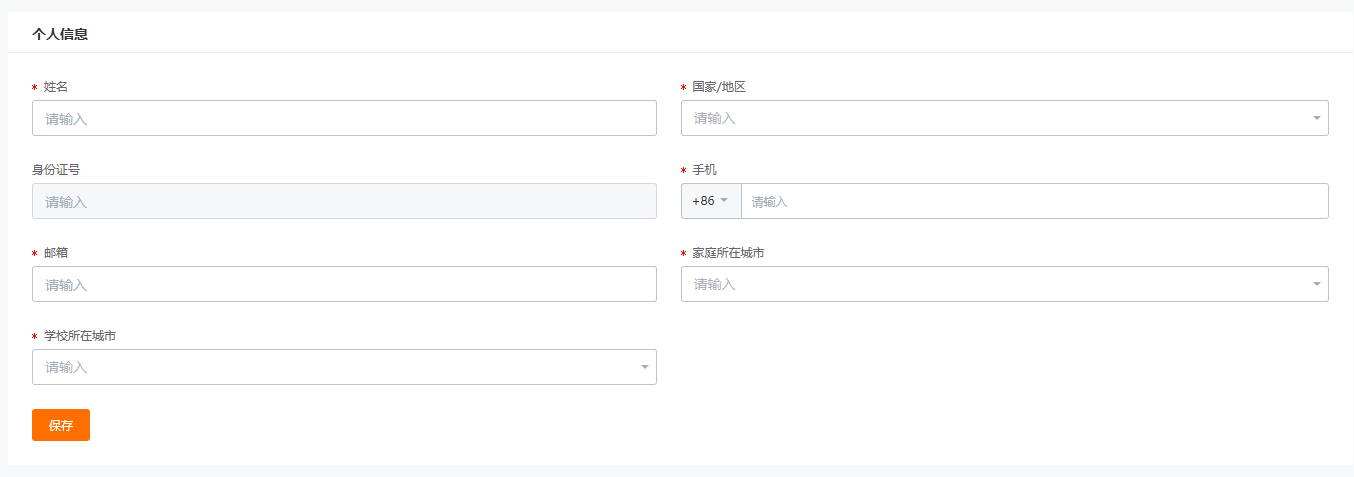 个人信息
* 姓名
请输入
* 国家/地区
请输入
身份证号
请输入
* 手机
+86 请输入
* 邮箱
请输入
* 家庭所在城市
请输入
* 学校所在城市
请输入
保存